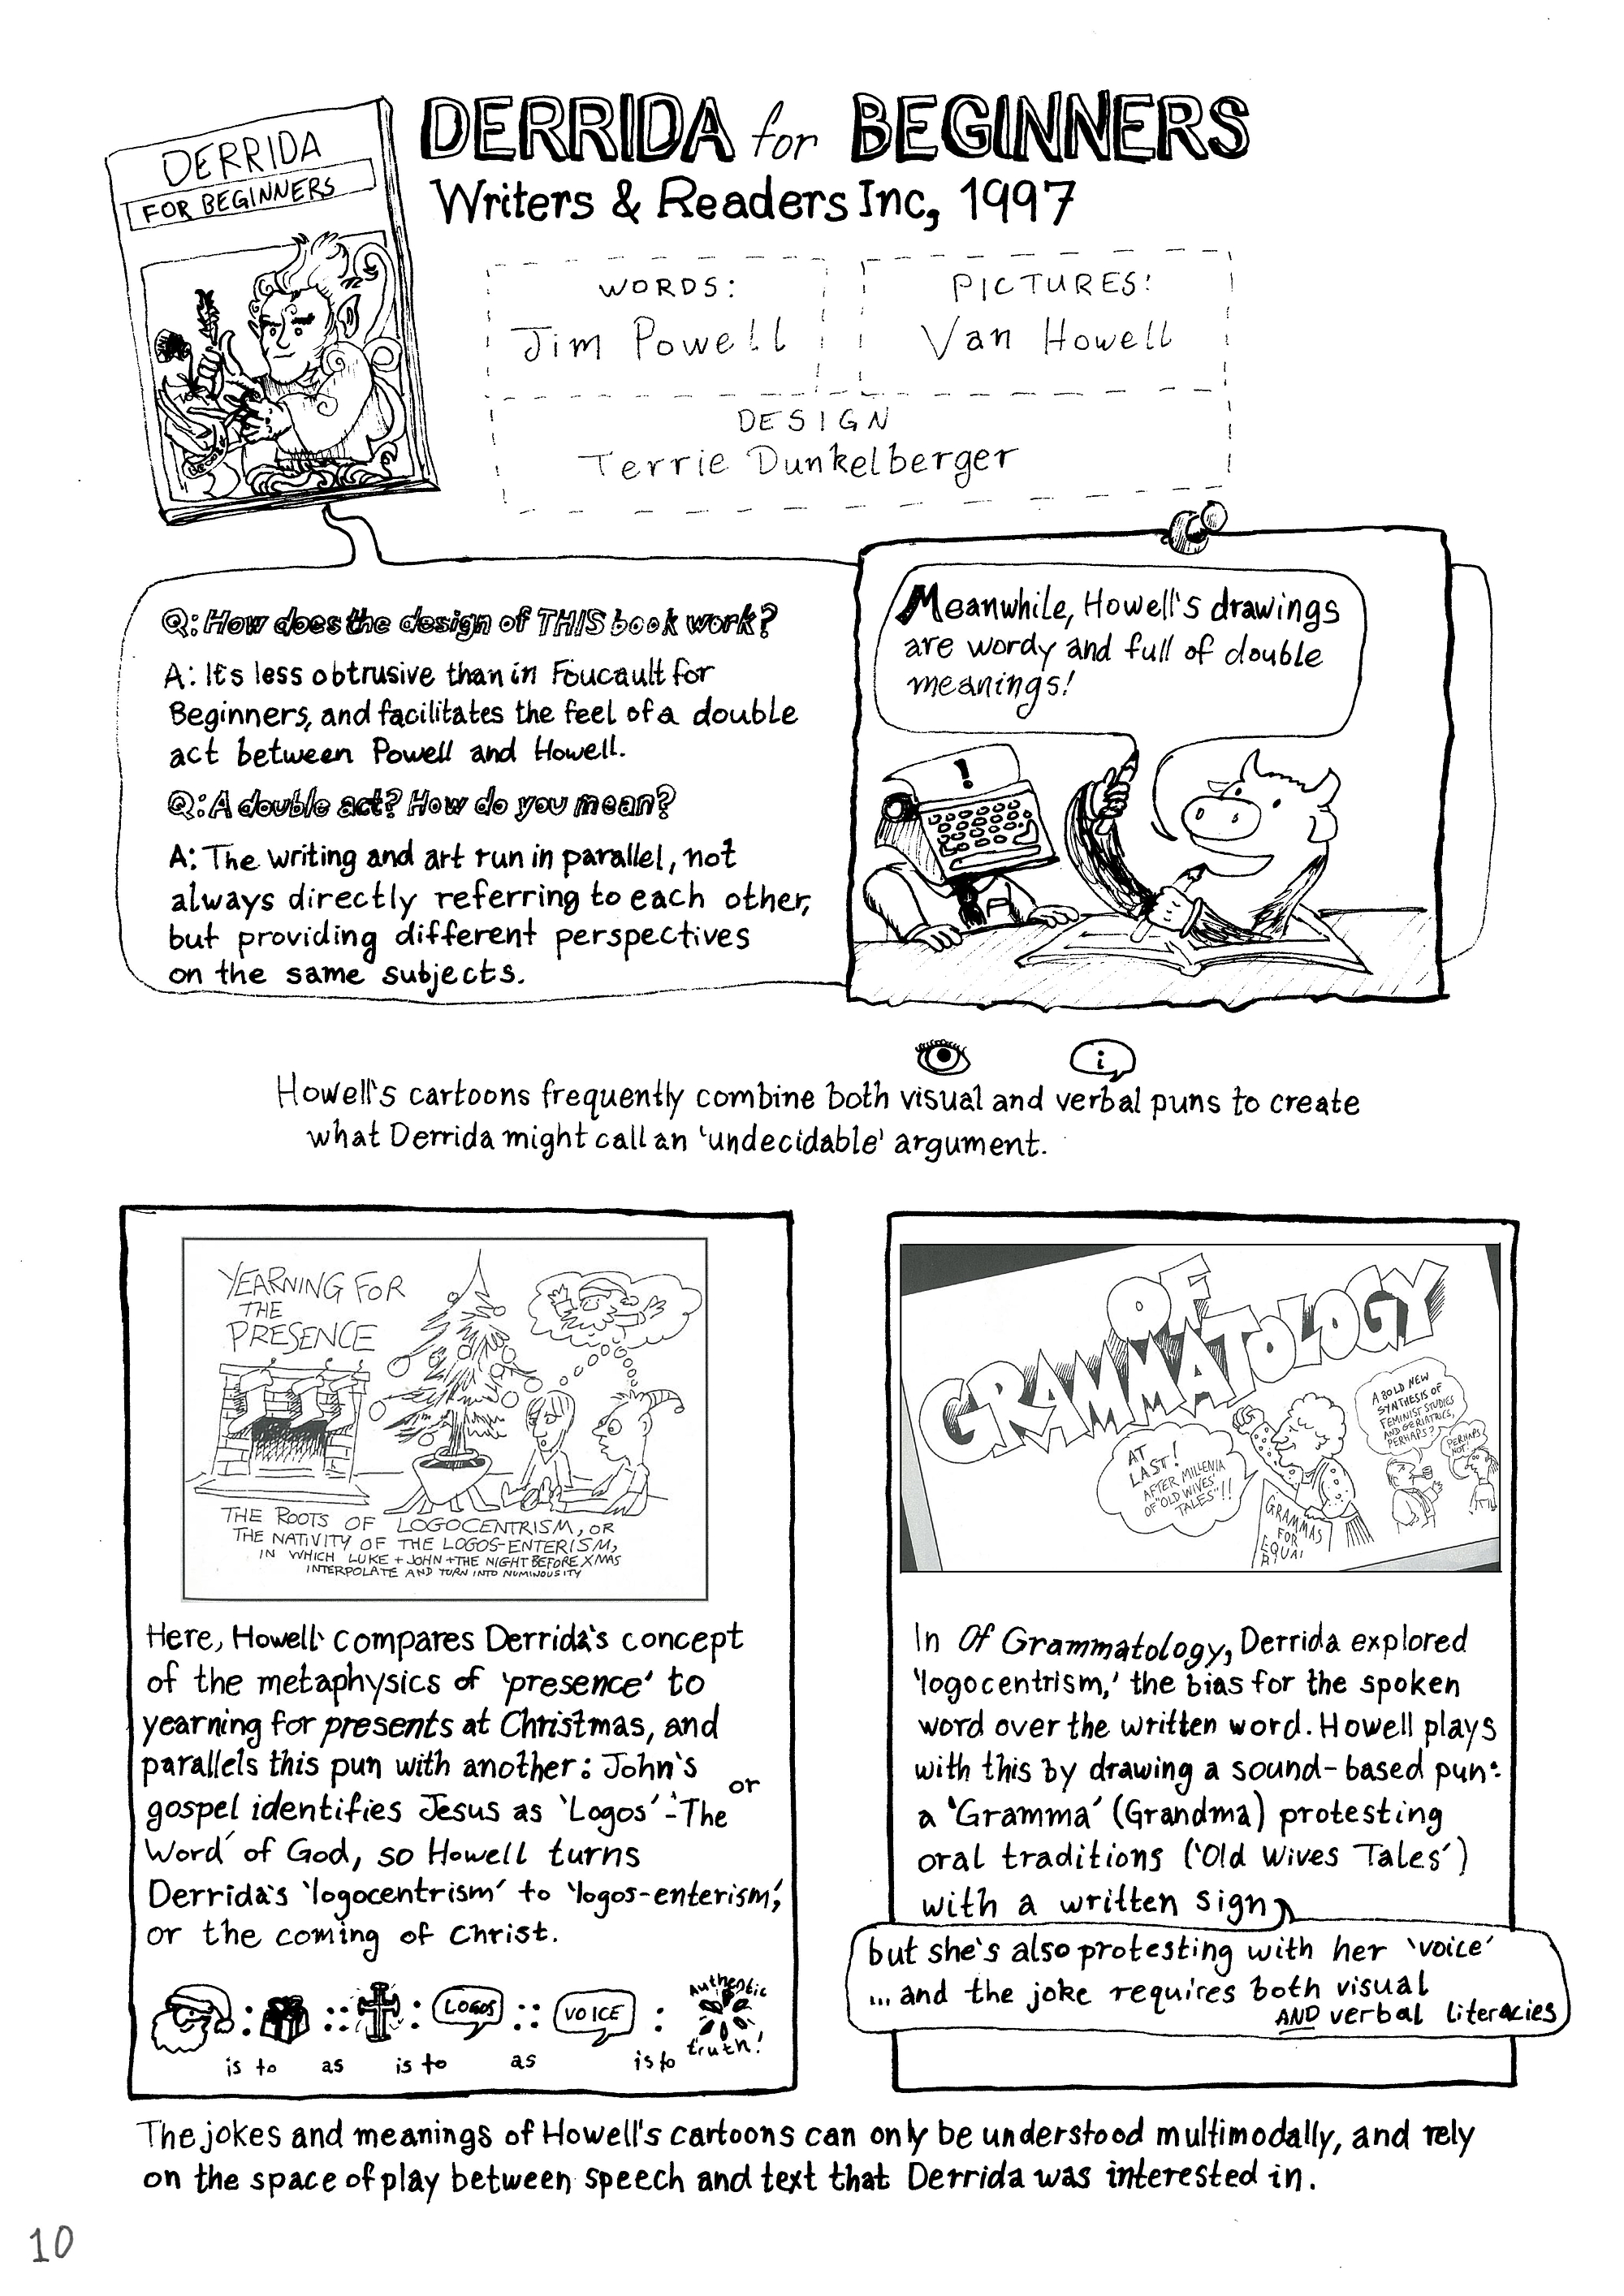 DERRIDA
FOR BEGINNERS
DERRIDA for BEGINNERS
Writers & Readers Inc, 1997
WORDS:
Jim Powell
PICTURES:
Van Howell
DESIGN
Terrie Dunkelberger
Q: How does the design of THIS book work?
A: It's less obtrusive than in Foucault for
Beginners, and facilitates the feel of a double
act between Powell and Howell.
Q: A double act? How do you mean?
A: The writing and art run in parallel, not
always directly referring to each other,
but providing different perspectives
on the same subjects.
Meanwhile, Howell's drawings
are wordy and full of double
meanings!
!
i
Howell's cartoons frequently combine both visual and verbal puns to create
what Derrida might call an 'undecidable' argument.
YEARNING FOR
THE
PRESENCE
THE ROOTS OF LOGOCENTRISM, OR
THE NATIVITY OF THE LOGOS-ENTERISM,
IN WHICH LUKE + JOHN + THE NIGHT BEFORE XMAS
INTERPOLATE AND TURN INTO NUMINOUSITY
Here, Howell compares Derrida's concept
of the metaphysics of 'presence' to
yearning for presents at Christmas, and
parallels this pun with another: John's
gospel identifies Jesus as 'Logos' - or 'The
Word' of God, so Howell turns
Derrida's 'logocentrism' to 'logos-enterism',
or the coming of Christ.
: :: : LOGOS :: VOICE : Authentic
truth!
is to as is to as is to
OF
GRAMMATOLOGY
AT
LAST!
AFTER MILLENIA
OF "OLD WIVES'
TALES"!!
A BOLD NEW
SYNTHESIS OF
FEMINIST STUDIES
AND GERIATRICS,
PERHAPS?
PERHAPS
NOT.
GRAMMAS
FOR
EQUAL
In Of Grammatology, Derrida explored
'logocentrism,' the bias for the spoken
word over the written word. Howell plays
with this by drawing a sound-based pun:
a 'Gramma' (Grandma) protesting
oral traditions ('Old Wives Tales')
with a written sign
but she's also protesting with her 'voice'
... and the joke requires both visual
AND verbal literacies
The jokes and meanings of Howell's cartoons can only be understood multimodally, and rely
on the space of play between speech and text that Derrida was interested in.
10